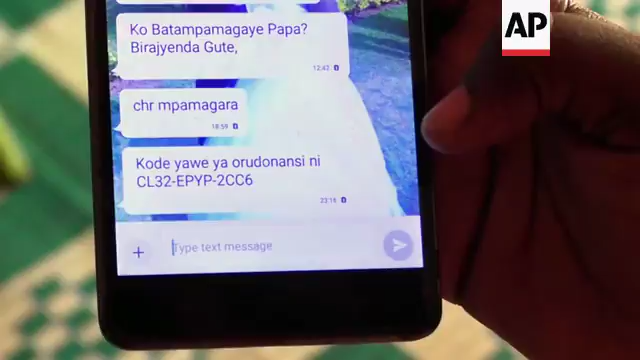 AP
Ko Batampamagaye Papa?
Birajyenda Gute,
12:42
chr mpamagara
18:59
Kode yawe ya orudonansi ni
CL32-EPYP-2CC6
23:16
+ Type text message